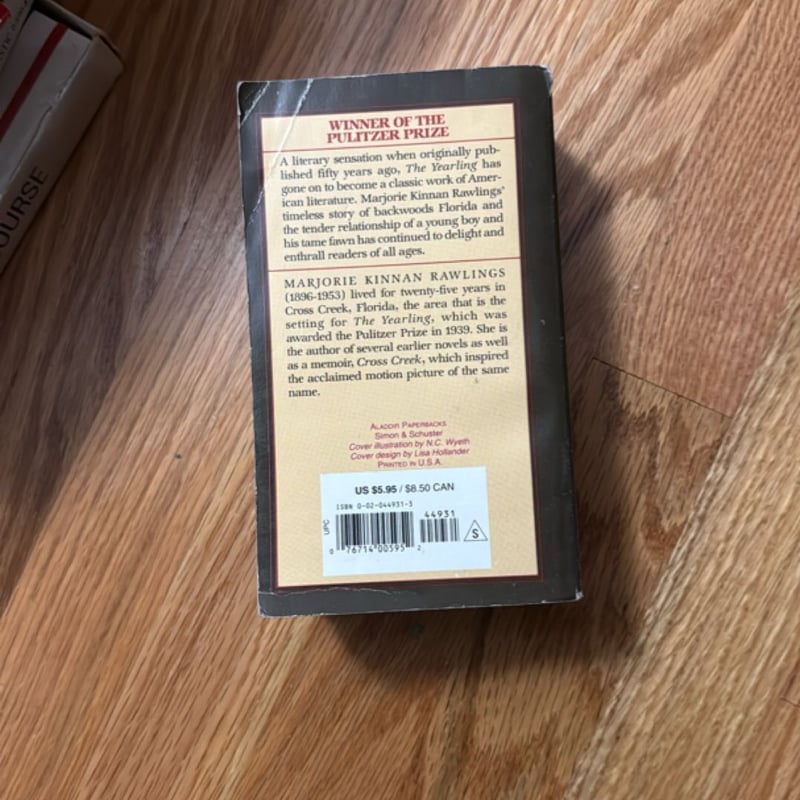 OURSE
WINNER OF THE
PULITZER PRIZE
A literary sensation when originally pub-
lished fifty years ago, The Yearling has
gone on to become a classic work of Amer-
ican literature. Marjorie Kinnan Rawlings'
timeless story of backwoods Florida and
the tender relationship of a young boy and
his tame fawn has continued to delight and
enthrall readers of all ages.
MARJORIE KINNAN RAWLINGS
(1896-1953) lived for twenty-five years in
Cross Creek, Florida, the area that is the
setting for The Yearling, which was
awarded the Pulitzer Prize in 1939. She is
the author of several earlier novels as well
as a memoir, Cross Creek, which inspired
the acclaimed motion picture of the same
name.
ALADDIN PAPERBACKS
Simon & Schuster
Cover illustration by N.C. Wyeth
Cover design by Lisa Hollander
PRINTED IN U.S.A.
US $5.95 / $8.50 CAN
ISBN 0-02-044931-3
44931
UPC
0 76714 00595 2
S